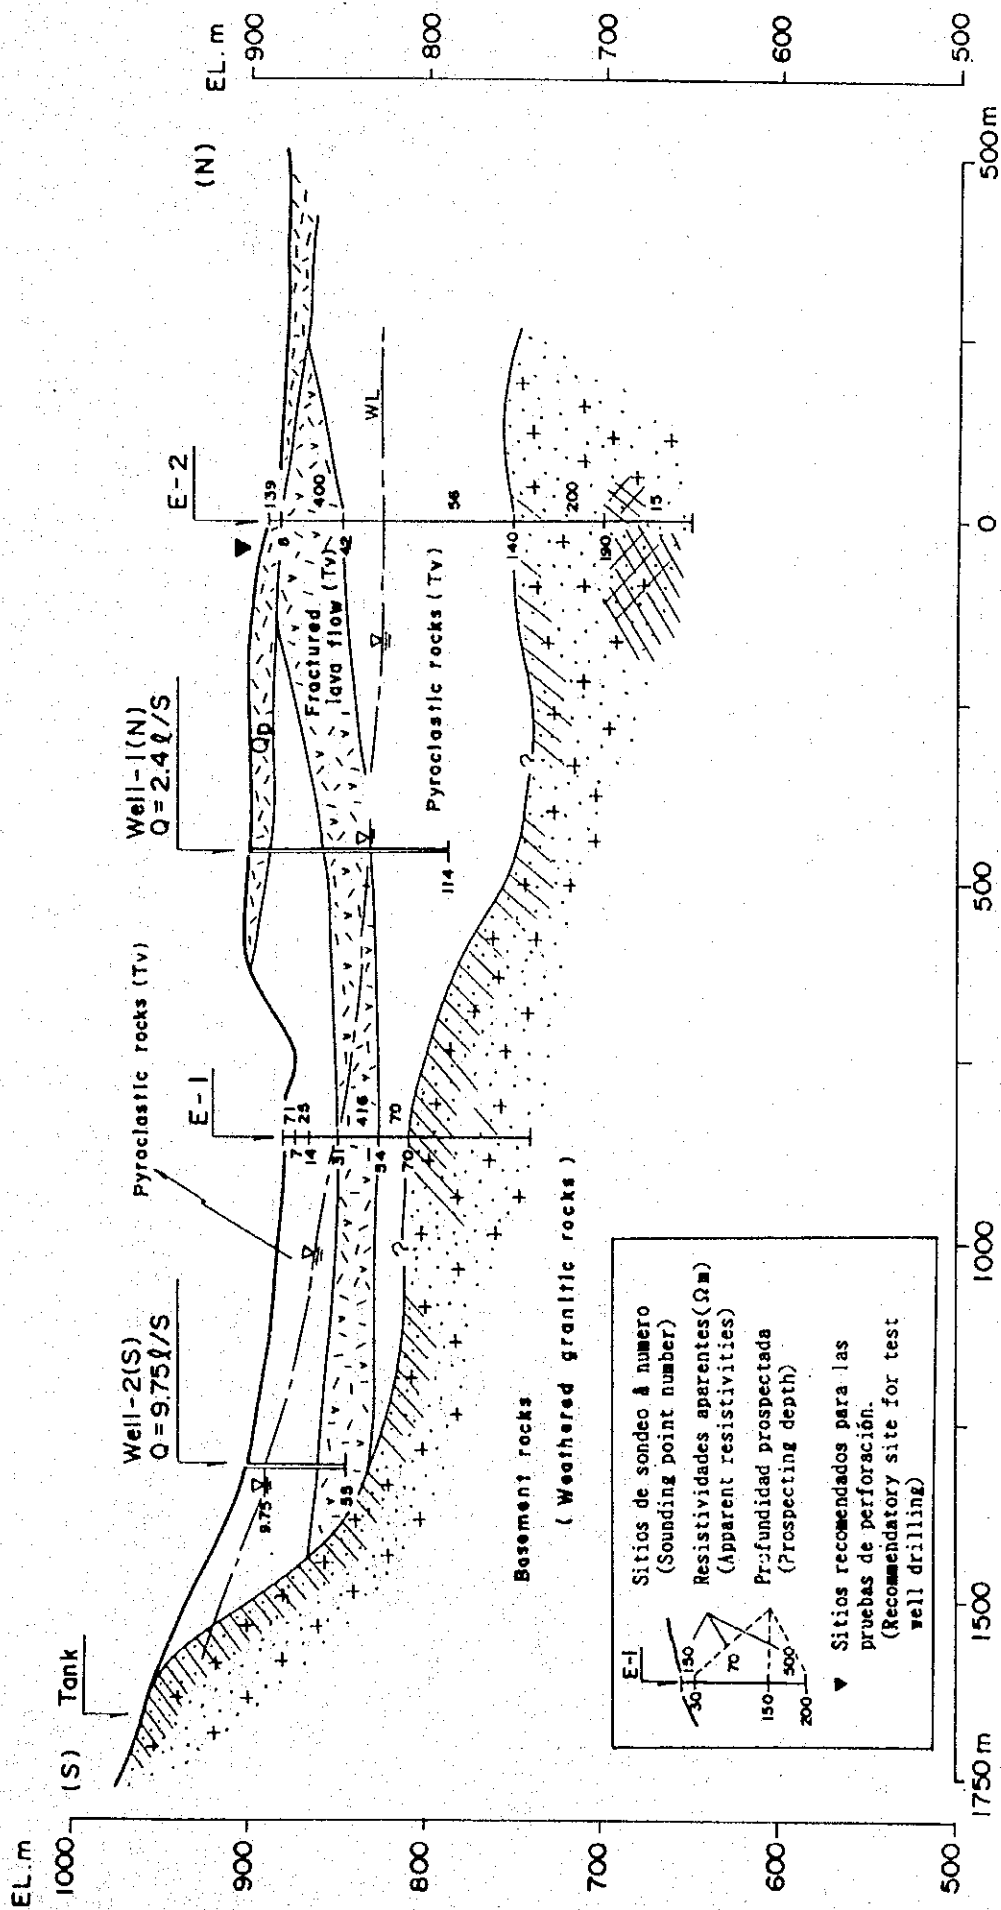 EL. m
1000
900
800
700
600
500
(S)
Tank
Well-2(S)
Q = 9.75 ℓ/S
9.75
55
Pyroclastic rocks (Tv)
E-1
7
71
14
25
31
416
54
70
70
?
Well-1(N)
Q = 2.4 ℓ/S
QD
114
Fractured
lava flow (Tv)
Pyroclastic rocks (Tv)
?
E-2
139
8
400
42
56
140
200
190
15
WL
(N)
EL. m
900
800
700
600
500
Basement rocks
(Weathered granitic rocks)
E-1
30
150
70
150
500
200
Sitios de sondeo å numero
(Sounding point number)
Resistividades aparentes(Ωm)
(Apparent resistivities)
Profundidad prospectada
(Prospecting depth)
▼ Sitios recomendados para las
pruebas de perforación.
(Recommendatory site for test
well drilling)
1750m
1500
1000
500
0
500m